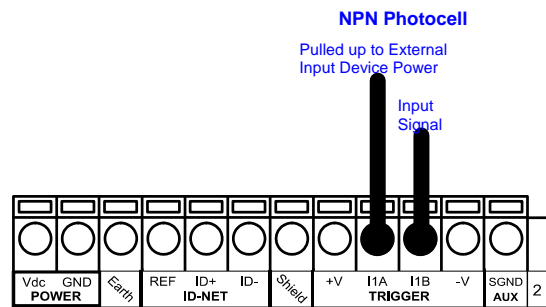 NPN Photocell
Pulled up to External
Input Device Power
Input
Signal
Vdc GND Earth REF ID+ ID- Shield +V I1A I1B -V SGND 2
POWER ID-NET TRIGGER AUX